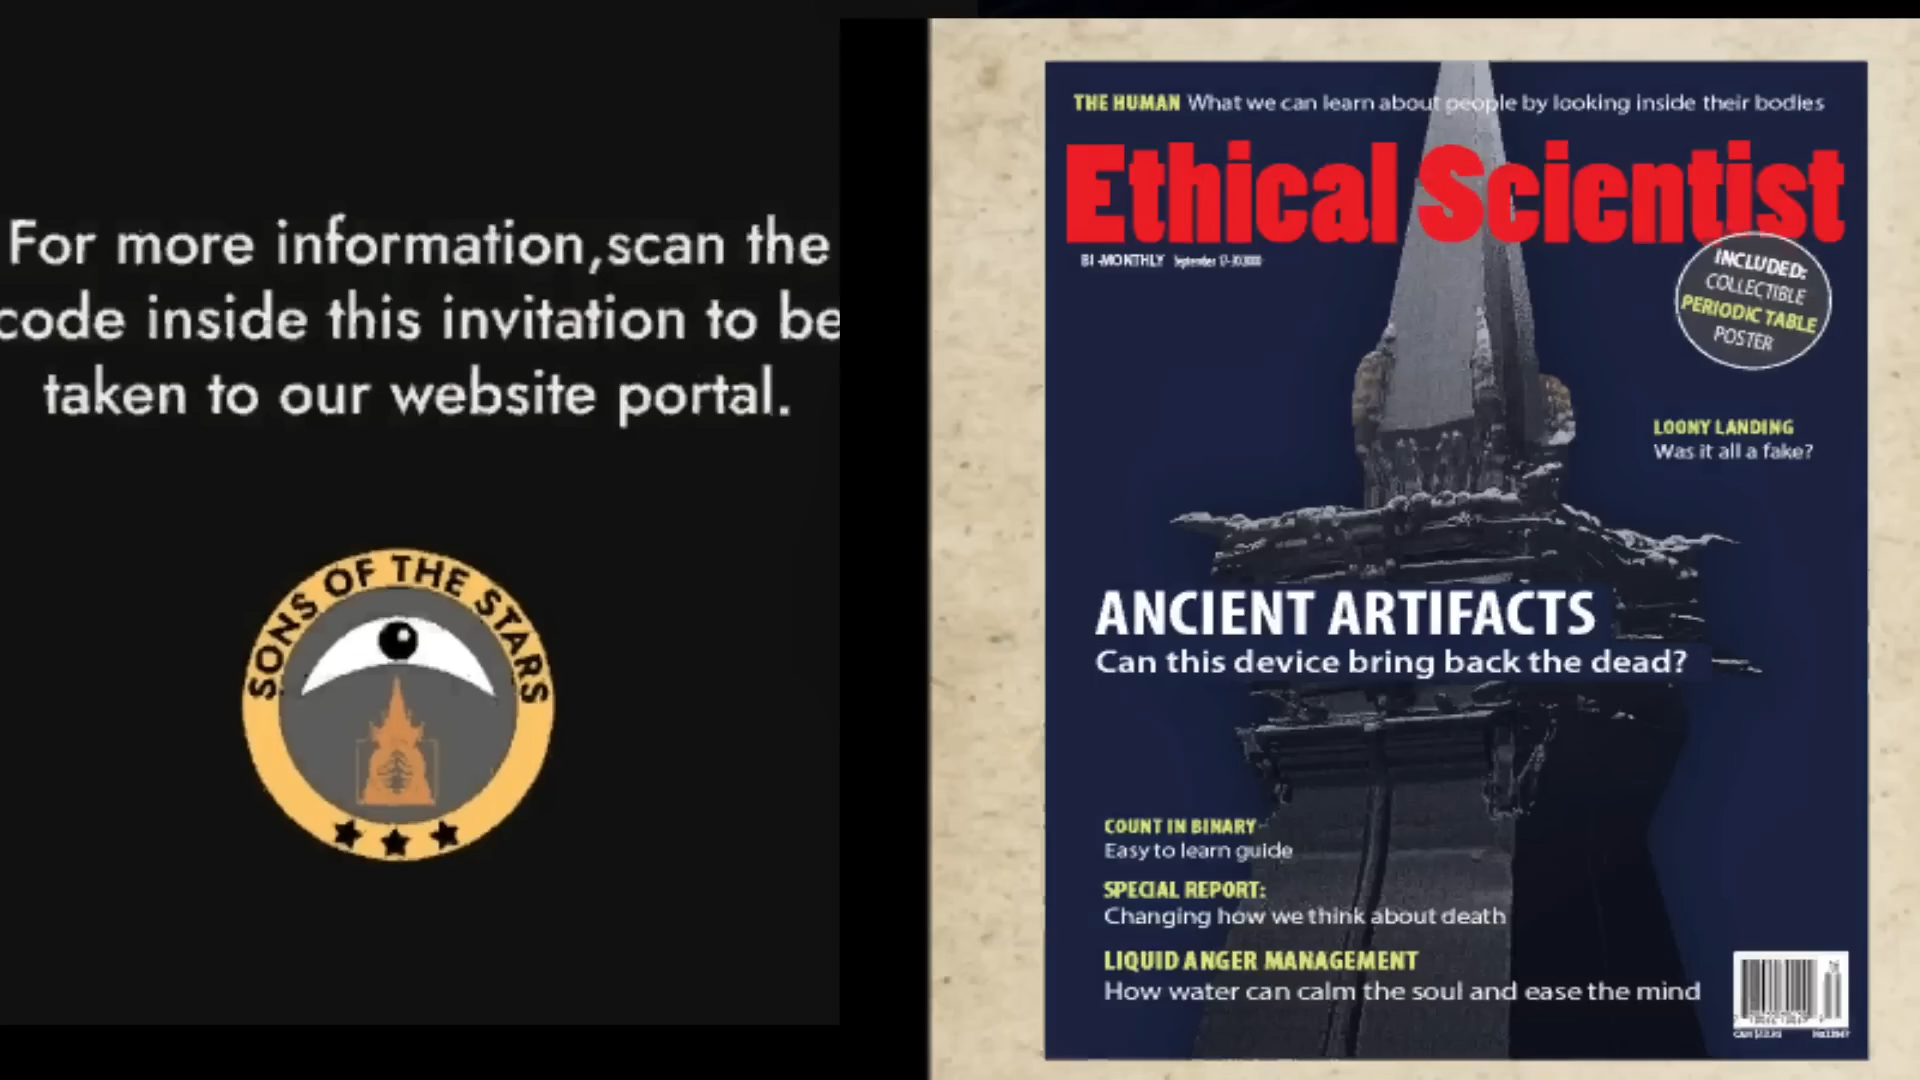 For more information,scan the
code inside this invitation to be
taken to our website portal.
SONS OF THE STARS
THE HUMAN What we can learn about people by looking inside their bodies
Ethical Scientist
BI-MONTHLY September 17-30
INCLUDED:
COLLECTIBLE
PERIODIC TABLE
POSTER
LOONY LANDING
Was it all a fake?
ANCIENT ARTIFACTS
Can this device bring back the dead?
COUNT IN BINARY
Easy to learn guide
SPECIAL REPORT:
Changing how we think about death
LIQUID ANGER MANAGEMENT
How water can calm the soul and ease the mind